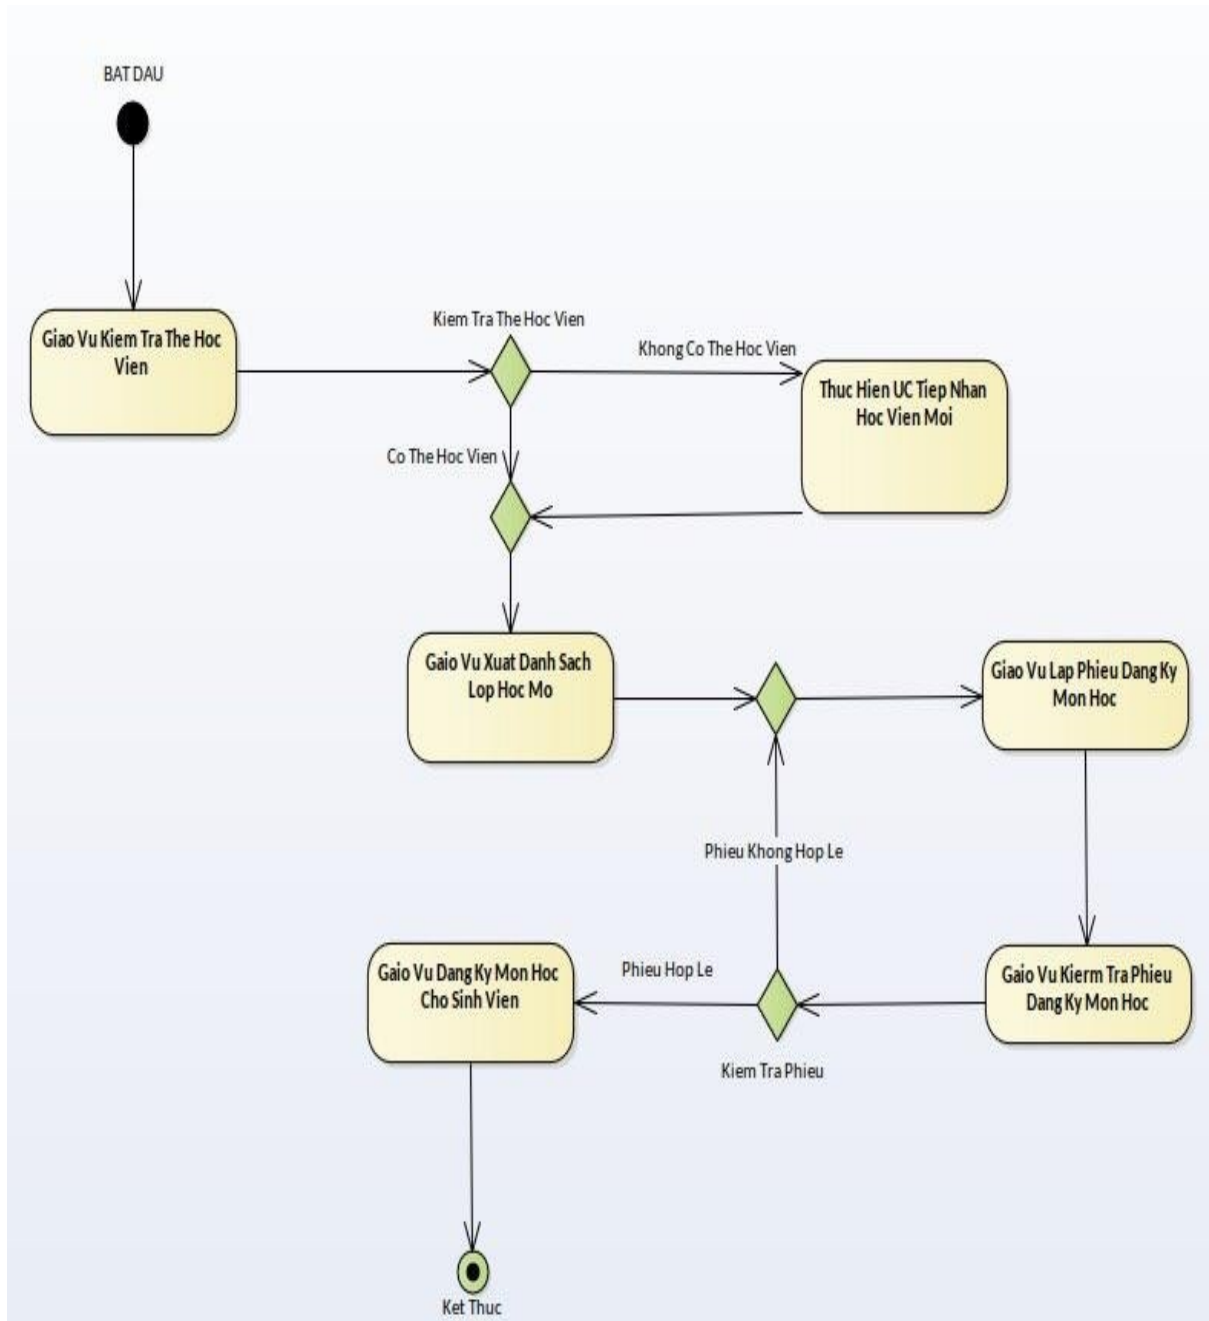 BAT DAU
Giao Vu Kiem Tra The Hoc
Vien
Kiem Tra The Hoc Vien
Khong Co The Hoc Vien
Thuc Hien UC Tiep Nhan
Hoc Vien Moi
Co The Hoc Vien
Gaio Vu Xuat Danh Sach
Lop Hoc Mo
Giao Vu Lap Phieu Dang Ky
Mon Hoc
Phieu Khong Hop Le
Gaio Vu Kierm Tra Phieu
Dang Ky Mon Hoc
Phieu Hop Le
Gaio Vu Dang Ky Mon Hoc
Cho Sinh Vien
Kiem Tra Phieu
Ket Thuc